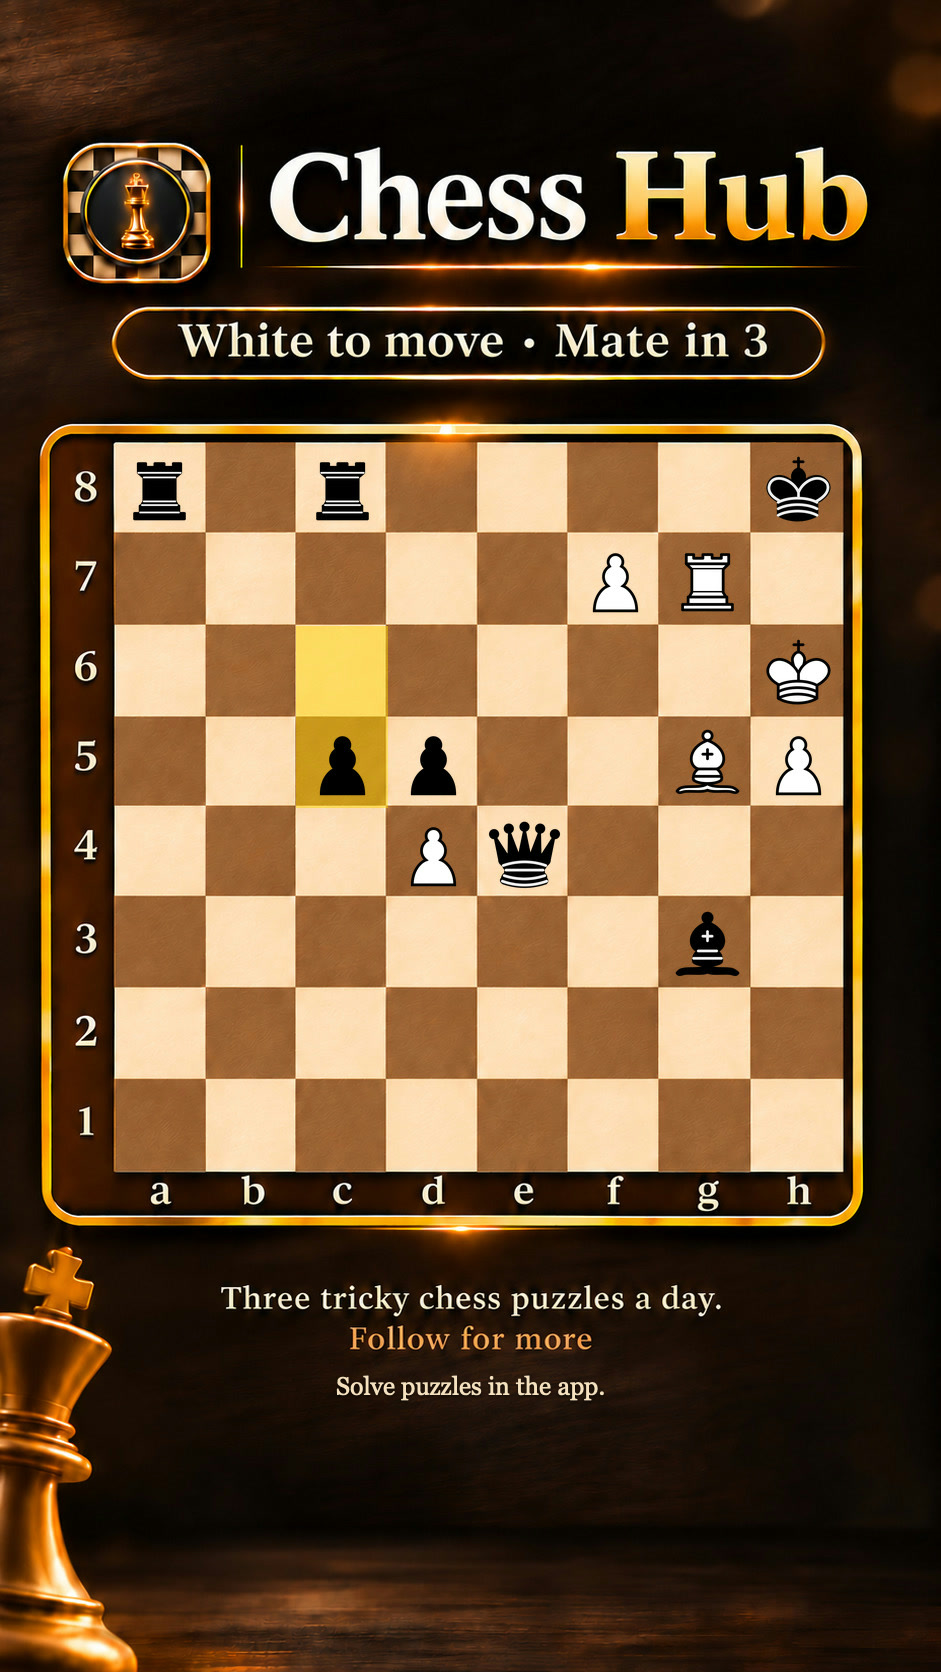 Chess Hub
White to move • Mate in 3
8
7
6
5
4
3
2
1
a b c d e f g h
Three tricky chess puzzles a day.
Follow for more
Solve puzzles in the app.